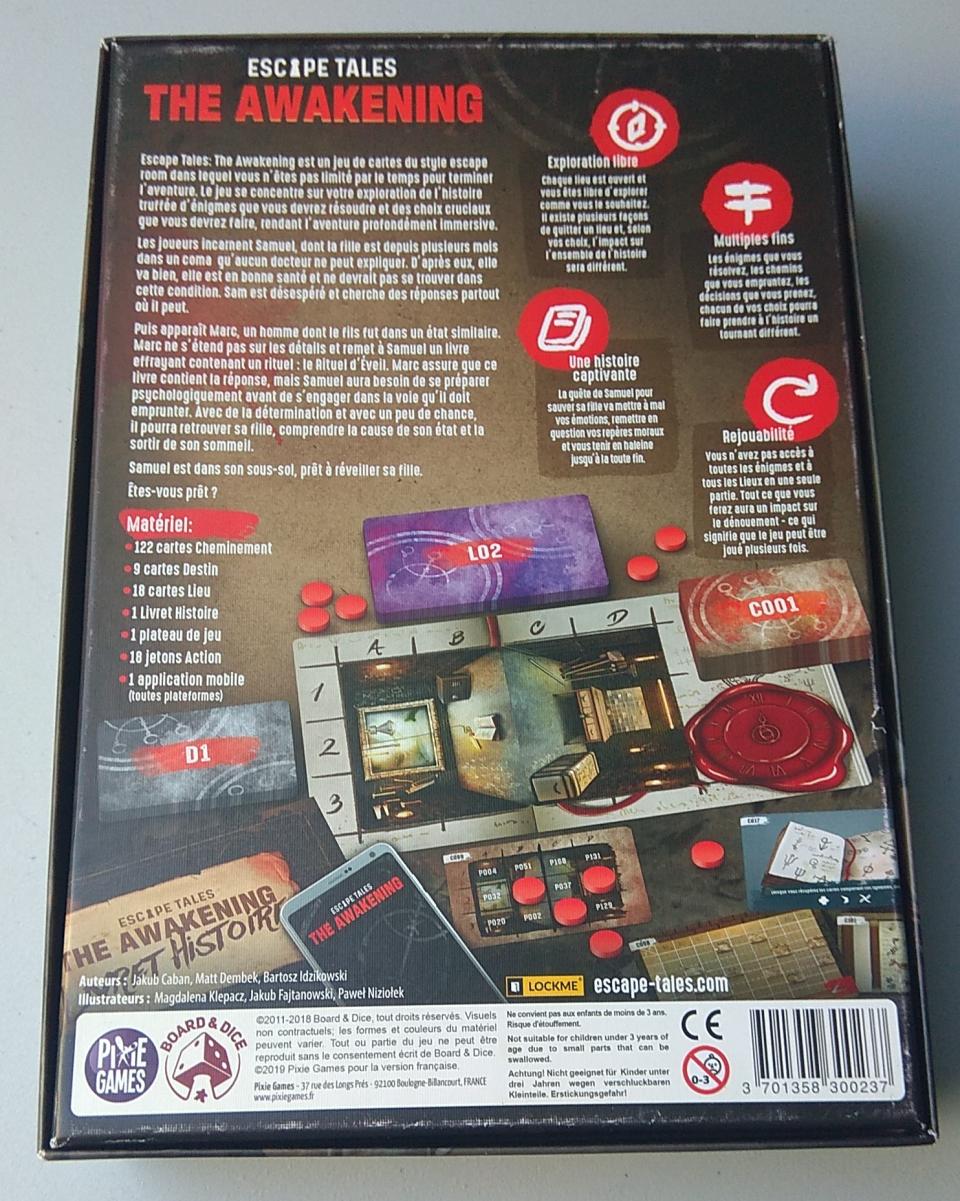 ESCAPE TALES
THE AWAKENING
Escape Tales: The Awakening est un jeu de cartes du style escape
room dans lequel vous n'êtes pas limité par le temps pour terminer
l'aventure. Le jeu se concentre sur votre exploration de l'histoire
truffée d'énigmes que vous devrez résoudre et des choix cruciaux
que vous devrez faire, rendant l'aventure profondément immersive.
Les joueurs incarnent Samuel, dont la fille est depuis plusieurs mois
dans un coma qu'aucun docteur ne peut expliquer. D'après eux, elle
va bien, elle est en bonne santé et ne devrait pas se trouver dans
cette condition. Sam est désespéré et cherche des réponses partout
où il peut.
Puis apparaît Marc, un homme dont le fils fut dans un état similaire.
Marc ne s'étend pas sur les détails et remet à Samuel un livre
effrayant contenant un rituel : le Rituel d'Éveil. Marc assure que ce
livre contient la réponse, mais Samuel aura besoin de se préparer
psychologiquement avant de s'engager dans la voie qu'il doit
emprunter. Avec de la détermination et avec un peu de chance,
il pourra retrouver sa fille, comprendre la cause de son état et la
sortir de son sommeil.
Samuel est dans son sous-sol, prêt à réveiller sa fille.
Êtes-vous prêt ?
Exploration libre
Chaque lieu est ouvert et
vous êtes libre d'explorer
comme vous le souhaitez.
Il existe plusieurs façons
de quitter un lieu et, selon
vos choix, l'impact sur
l'ensemble de l'histoire
sera différent.
Multiples fins
Les énigmes que vous
résolvez, les chemins
que vous empruntez, les
décisions que vous prenez,
chacun de vos choix pourra
faire prendre à l'histoire un
tournant différent.
Une histoire
captivante
La quête de Samuel pour
sauver sa fille va mettre à mal
vos émotions, remettre en
question vos repères moraux
et vous tenir en haleine
jusqu'à la toute fin.
Rejouabilité
Vous n'avez pas accès à
toutes les énigmes et à
tous les Lieux en une seule
partie. Tout ce que vous
ferez aura un impact sur
le dénouement - ce qui
signifie que le jeu peut être
joué plusieurs fois.
Matériel:
122 cartes Cheminement
9 cartes Destin
18 cartes Lieu
1 Livret Histoire
1 plateau de jeu
18 jetons Action
1 application mobile
(toutes plateformes)
L02
C001
A B C D
1
2
3
D1
C017
P004 P051 P108 P131
P032 P037
P020 P002 P129
ESCAPE TALES
THE AWAKENING
HISTOIRE
ESCAPE TALES
THE AWAKENING
Auteurs : Jakub Caban, Matt Dembek, Bartosz Idzikowski
Illustrateurs : Magdalena Klepacz, Jakub Fajtanowski, Paweł Niziołek
LOCKME
escape-tales.com
PIXIE
GAMES
BOARD & DICE
©2011-2018 Board & Dice, tout droits réservés. Visuels
non contractuels; les formes et couleurs du matériel
peuvent varier. Tout ou partie du jeu ne peut être
reproduit sans le consentement écrit de Board & Dice.
©2019 Pixie Games pour la version française.
Pixie Games - 37 rue des Longs Prés - 92100 Boulogne-Billancourt, FRANCE
www.pixiegames.fr
Ne convient pas aux enfants de moins de 3 ans.
Risque d'étouffement.
Not suitable for children under 3 years of
age due to small parts that can be
swallowed.
Achtung! Nicht geeignet für Kinder unter
drei Jahren wegen verschluckbaren
Kleinteile. Erstickungsgefahr!
CE
0-3
3 701358 300237